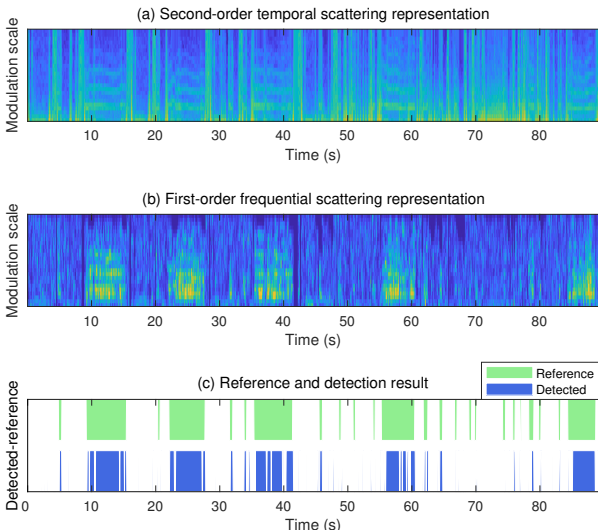 (a) Second-order temporal scattering representation
Modulation scale
10 20 30 40 50 60 70 80
Time (s)
(b) First-order frequential scattering representation
Modulation scale
10 20 30 40 50 60 70 80
Time (s)
(c) Reference and detection result
Reference
Detected
Detected-reference
0 10 20 30 40 50 60 70 80
Time (s)